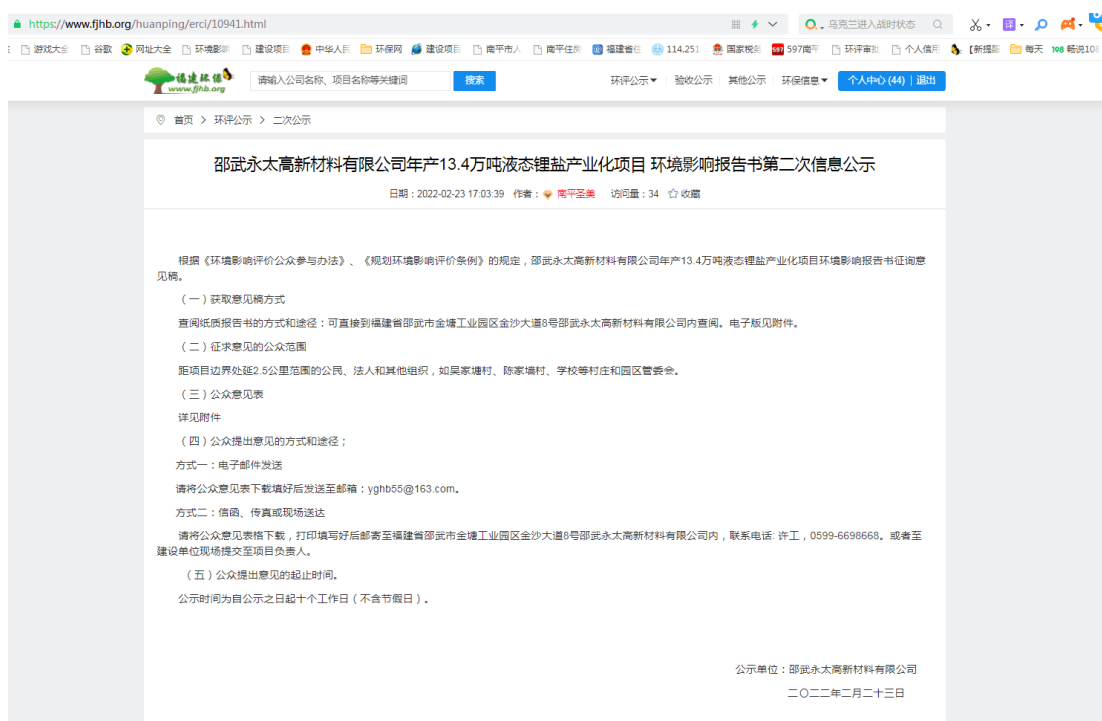 https://www.fjhb.org/huanping/erci/10941.html
乌克兰进入战时状态
游戏大全 谷歌 网址大全 环境影响 建设项目 中华人民 环保网 建设项目 南平市人 南平住房 福建省住 114.251 国家税务 597南平 环评审批 个人信用 【新提醒 每天 198 畅说108
福建环保
www.fjhb.org
请输入公司名称、项目名称等关键词 搜索 环评公示 验收公示 其他公示 环保信息 个人中心 (44) | 退出
首页 > 环评公示 > 二次公示
邵武永太高新材料有限公司年产13.4万吨液态锂盐产业化项目 环境影响报告书第二次信息公示
日期:2022-02-23 17:03:39 作者: 南平圣美 访问量:34 收藏
根据《环境影响评价公众参与办法》、《规划环境影响评价条例》的规定,邵武永太高新材料有限公司年产13.4万吨液态锂盐产业化项目环境影响报告书征询意
见稿。
(一)获取意见稿方式
查阅纸质报告书的方式和途径:可直接到福建省邵武市金塘工业园区金沙大道8号邵武永太高新材料有限公司内查阅。电子版见附件。
(二)征求意见的公众范围
距项目边界处延2.5公里范围的公民、法人和其他组织,如吴家塘村、陈家墙村、学校等村庄和园区管委会。
(三)公众意见表
详见附件
(四)公众提出意见的方式和途径;
方式一:电子邮件发送
请将公众意见表下载填好后发送至邮箱:yghb55@163.com。
方式二:信函、传真或现场送达
请将公众意见表格下载,打印填写好后邮寄至福建省邵武市金塘工业园区金沙大道8号邵武永太高新材料有限公司内,联系电话: 许工,0599-6698668。或者至
建设单位现场提交至项目负责人。
(五)公众提出意见的起止时间。
公示时间为自公示之日起十个工作日(不含节假日)。
公示单位:邵武永太高新材料有限公司
二〇二二年二月二十三日